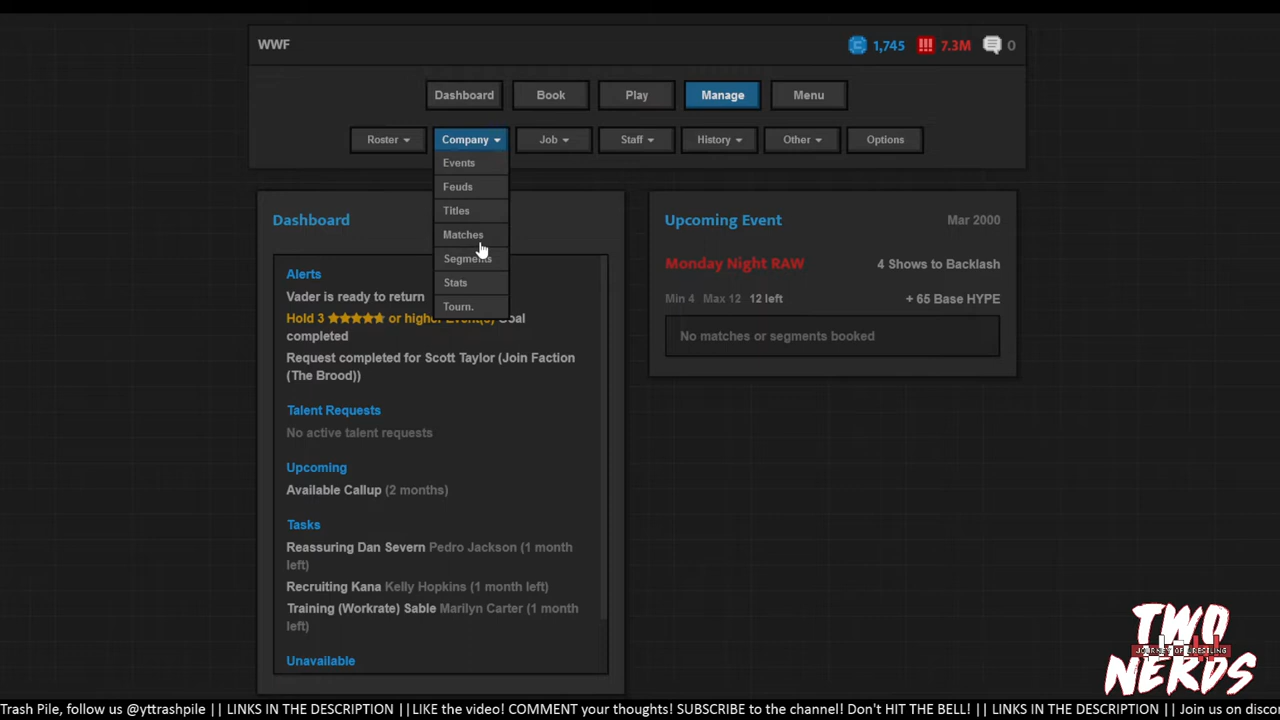 WWF
1,745
7.3M
0
Dashboard
Book
Play
Manage
Menu
Roster
Company
Job
Staff
History
Other
Options
Events
Feuds
Titles
Matches
Segments
Stats
Tourn.
Dashboard
Alerts
Vader is ready to return
Hold 3 ★★★★★ or higher Event(s) Goal
completed
Request completed for Scott Taylor (Join Faction
(The Brood))
Talent Requests
No active talent requests
Upcoming
Available Callup (2 months)
Tasks
Reassuring Dan Severn Pedro Jackson (1 month
left)
Recruiting Kana Kelly Hopkins (1 month left)
Training (Workrate) Sable Marilyn Carter (1 month
left)
Unavailable
Upcoming Event
Mar 2000
Monday Night RAW
4 Shows to Backlash
Min 4 Max 12 12 left
+ 65 Base HYPE
No matches or segments booked
TWO
JOURNEY OF WRESTLING
NERDS
Trash Pile, follow us @yttrashpile || LINKS IN THE DESCRIPTION ||LIKE the video! COMMENT your thoughts! SUBSCRIBE to the channel! Don't HIT THE BELL! || LINKS IN THE DESCRIPTION || Join us on disco